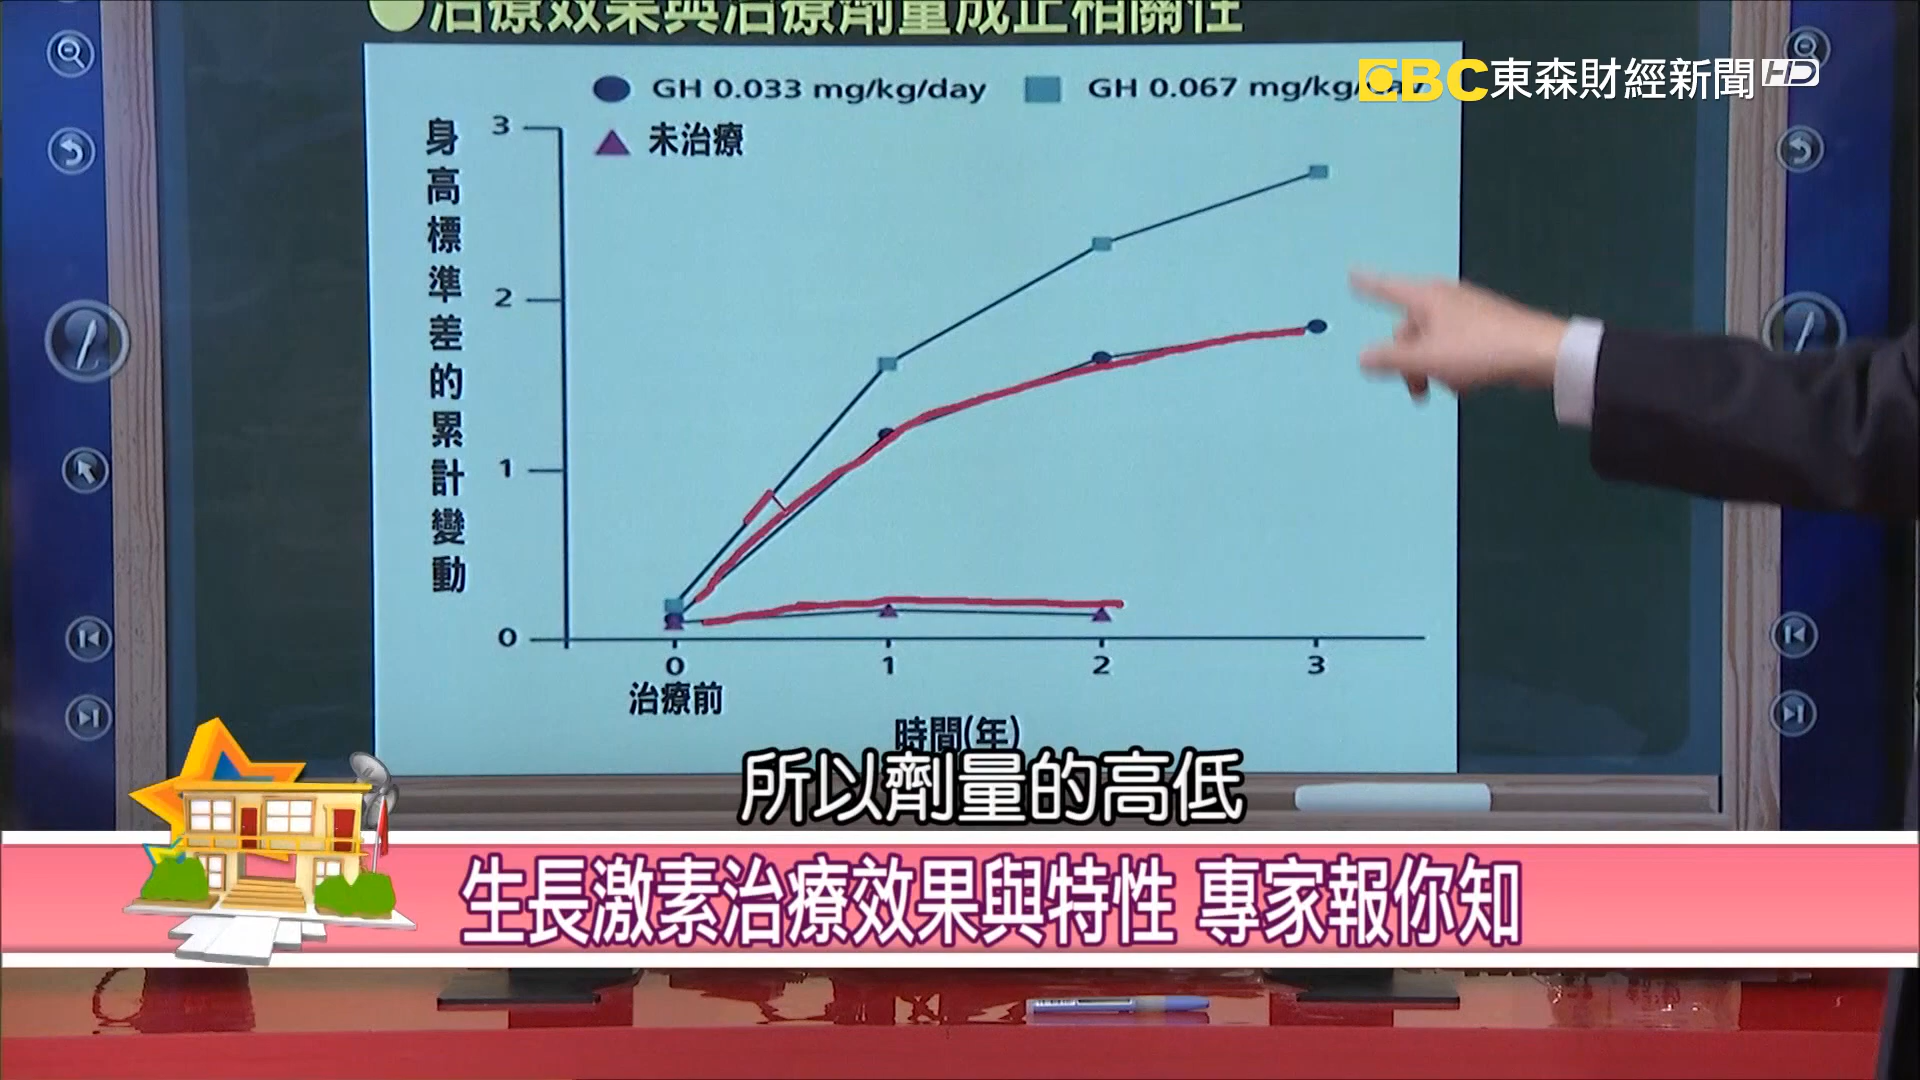 ●治療效果與治療劑量成正相關性
EBC東森財經新聞HD
GH 0.033 mg/kg/day
GH 0.067 mg/kg/day
未治療
身高標準差的累計變動
3
2
1
0
0
1
2
3
治療前
時間(年)
所以劑量的高低
生長激素治療效果與特性 專家報你知